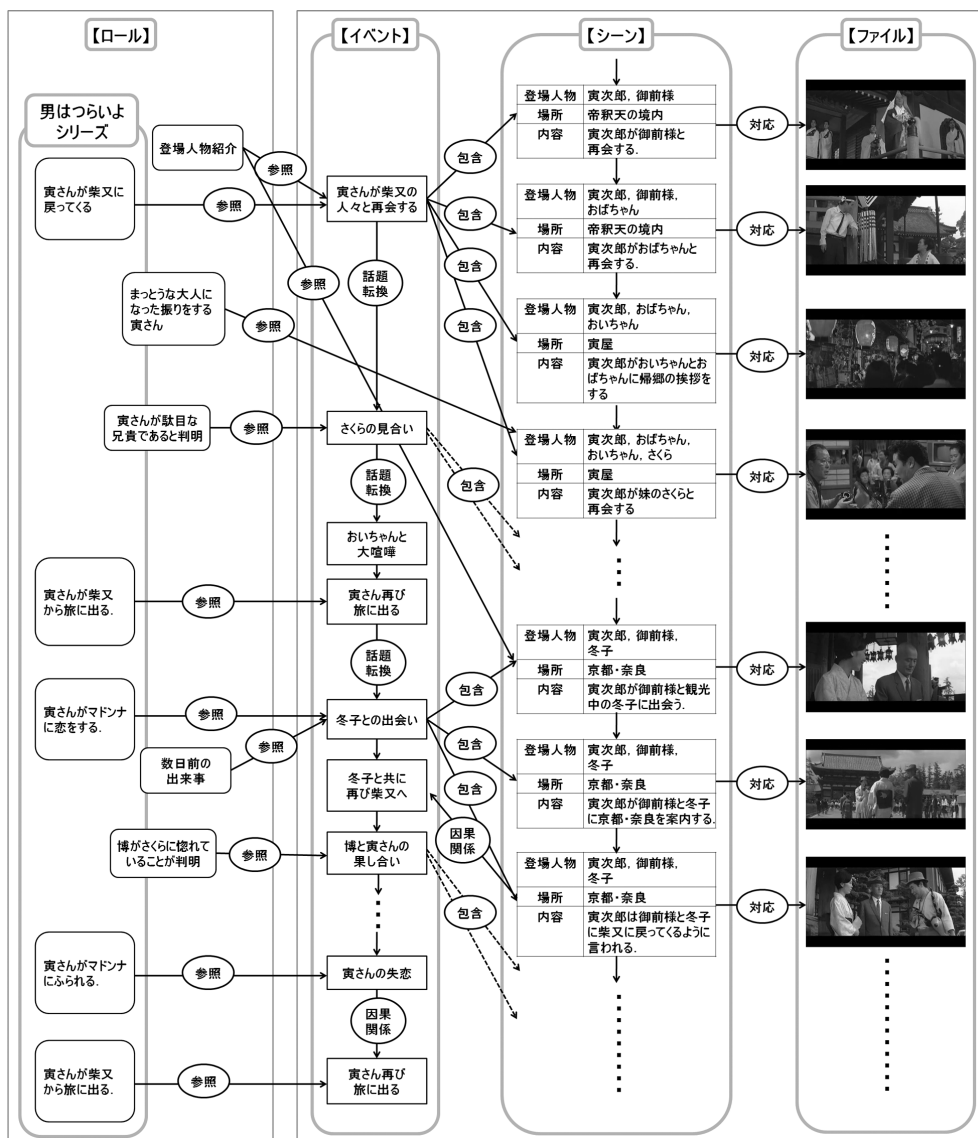 【ロール】
【イベント】
【シーン】
【ファイル】
男はつらいよ
シリーズ
寅さんが柴又に
戻ってくる
寅さんが柴又
から旅に出る.
寅さんがマドンナ
に恋をする.
寅さんがマドンナ
にふられる.
寅さんが柴又
から旅に出る.
登場人物紹介
まっとうな大人に
なった振りをする
寅さん
寅さんが駄目な
兄貴であると判明
数日前の
出来事
博がさくらに惚れて
いることが判明
参照
参照
参照
参照
参照
参照
参照
参照
参照
参照
参照
寅さんが柴又の
人々と再会する
話題
転換
さくらの見合い
話題
転換
おいちゃんと
大喧嘩
寅さん再び
旅に出る
話題
転換
冬子との出会い
冬子と共に
再び柴又へ
博と寅さんの
果し合い
寅さんの失恋
因果
関係
寅さん再び
旅に出る
包含
包含
包含
包含
包含
包含
包含
包含
因果
関係
包含
登場人物 寅次郎, 御前様
場所 帝釈天の境内
内容 寅次郎が御前様と
再会する.
対応
登場人物 寅次郎, 御前様,
おばちゃん
場所 帝釈天の境内
内容 寅次郎がおばちゃんと
再会する.
対応
登場人物 寅次郎, おばちゃん,
おいちゃん
場所 寅屋
内容 寅次郎がおいちゃんとお
ばちゃんに帰郷の挨拶を
する
対応
登場人物 寅次郎, おばちゃん,
おいちゃん, さくら
場所 寅屋
内容 寅次郎が妹のさくらと
再会する
対応
登場人物 寅次郎, 御前様,
冬子
場所 京都・奈良
内容 寅次郎が御前様と観光
中の冬子に出会う.
対応
登場人物 寅次郎, 御前様,
冬子
場所 京都・奈良
内容 寅次郎が御前様と冬子
に京都・奈良を案内する.
対応
登場人物 寅次郎, 御前様,
冬子
場所 京都・奈良
内容 寅次郎は御前様と冬子
に柴又に戻ってくるように
言われる.
対応